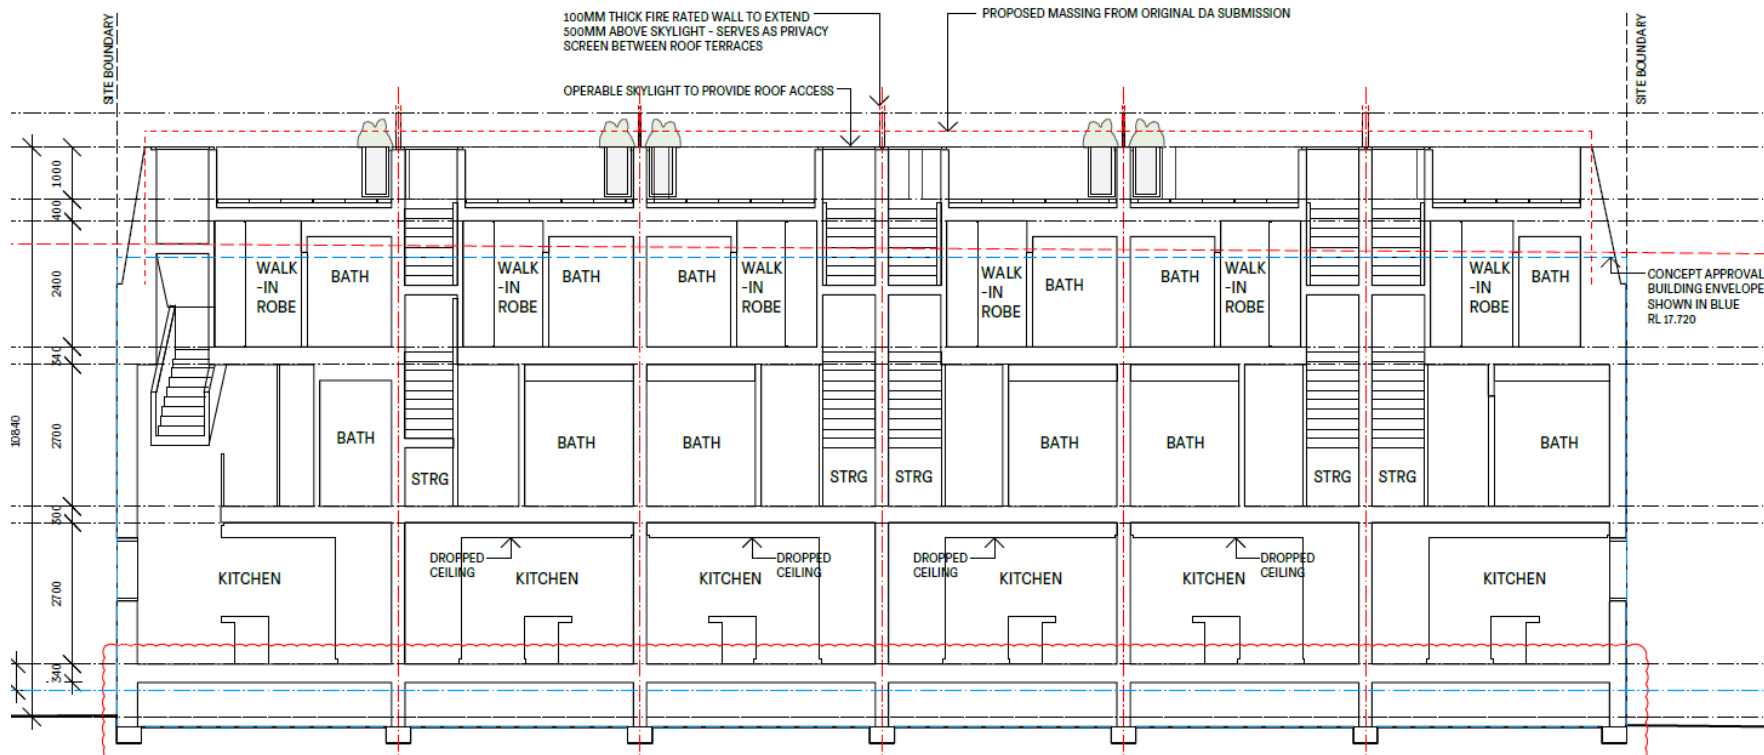 SITE BOUNDARY
100MM THICK FIRE RATED WALL TO EXTEND
500MM ABOVE SKYLIGHT - SERVES AS PRIVACY
SCREEN BETWEEN ROOF TERRACES
PROPOSED MASSING FROM ORIGINAL DA SUBMISSION
SITE BOUNDARY
OPERABLE SKYLIGHT TO PROVIDE ROOF ACCESS
1000
400
2400
340
2700
300
2700
340
10840
WALK
-IN
ROBE
BATH
WALK
-IN
ROBE
BATH
BATH
WALK
-IN
ROBE
WALK
-IN
ROBE
BATH
BATH
WALK
-IN
ROBE
WALK
-IN
ROBE
BATH
CONCEPT APPROVAL
BUILDING ENVELOPE
SHOWN IN BLUE
RL 17.720
BATH
STRG
BATH
BATH
STRG
STRG
BATH
BATH
STRG
STRG
BATH
KITCHEN
DROPPED
CEILING
KITCHEN
KITCHEN
DROPPED
CEILING
DROPPED
CEILING
KITCHEN
KITCHEN
DROPPED
CEILING
KITCHEN